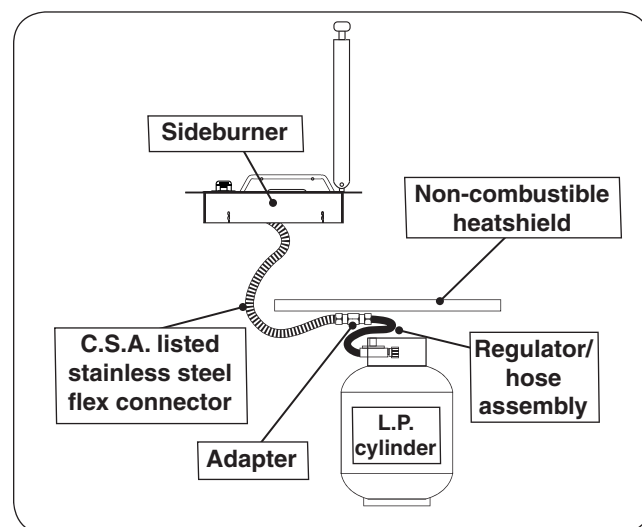 Sideburner
Non-combustible
heatshield
C.S.A. listed
stainless steel
flex connector
Regulator/
hose
assembly
L.P.
cylinder
Adapter